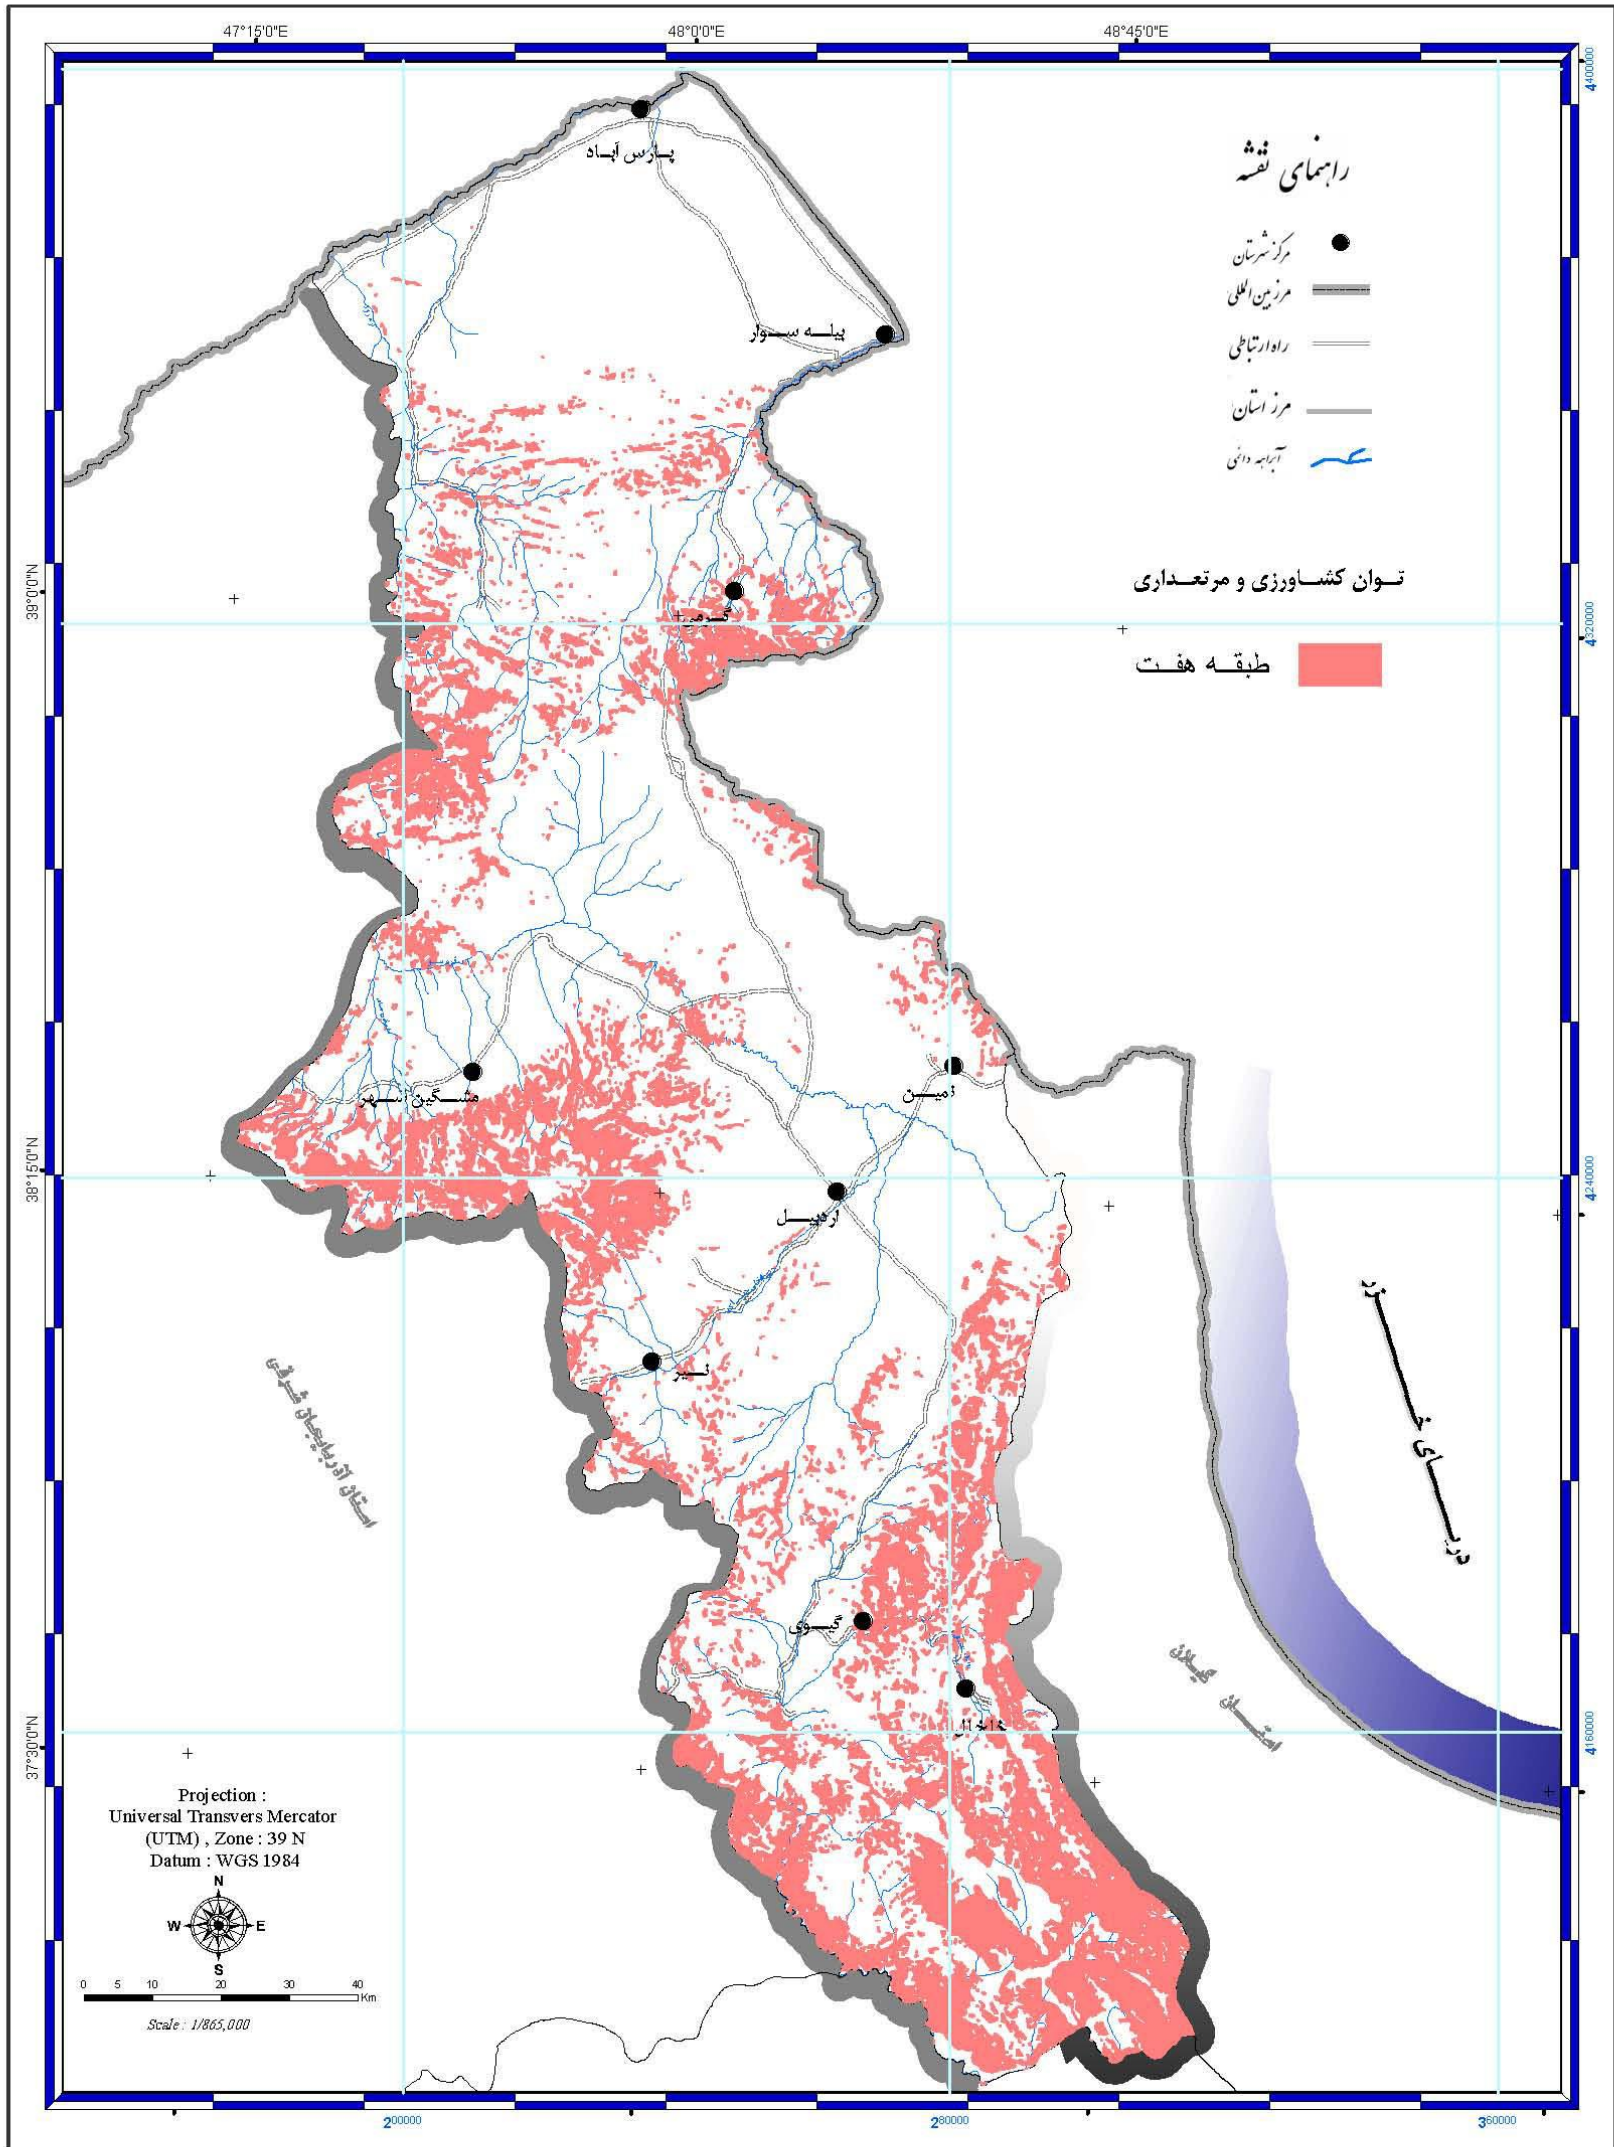 47°15'0"E
48°0'0"E
48°45'0"E
4400000
راهنمای نقشه
مرکز شهرستان
مرز بین‌المللی
راه ارتباطی
مرز استان
آبراهه دائمی
توان کشاورزی و مرتعداری
طبقه هفت
پارس آباد
بیله سوار
39°0'0"N
4320000
گرمی
مشگین شهر
نمین
38°15'0"N
4240000
اردبیل
نیر
استان آذربایجان شرقی
دریای خزر
گیوی
استان گیلان
خلخال
37°30'0"N
4160000
Projection :
Universal Transvers Mercator
(UTM) , Zone : 39 N
Datum : WGS 1984
N
W E
S
0 5 10 20 30 40
Km
Scale : 1/865,000
200000
280000
360000